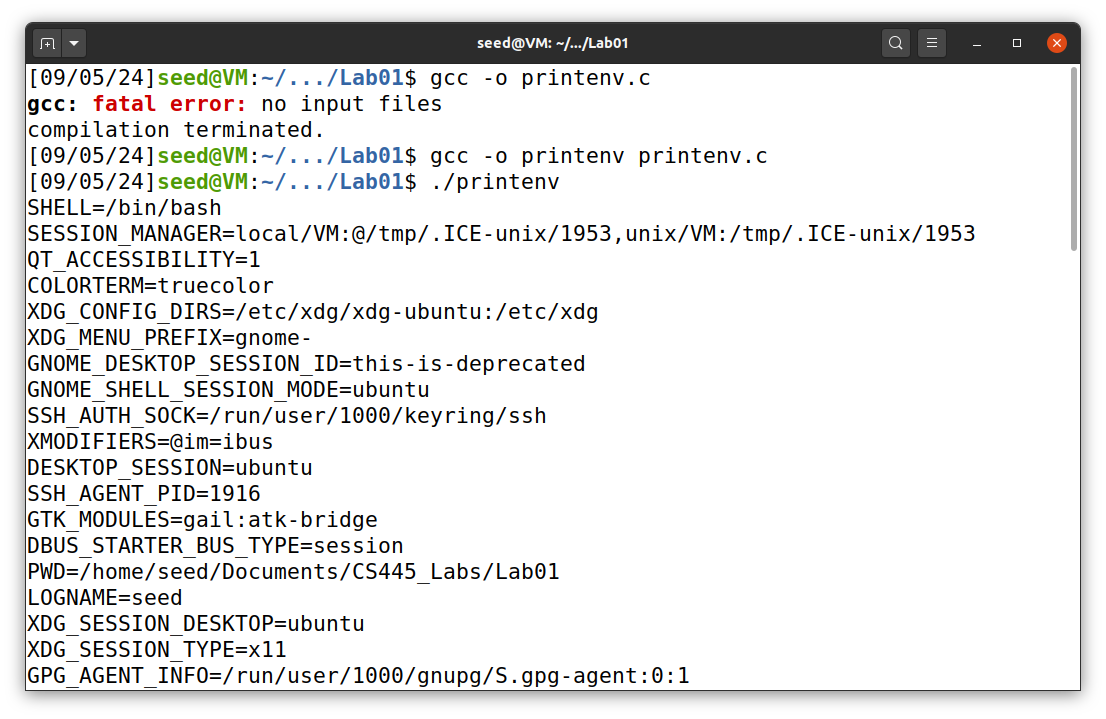 seed@VM: ~/.../Lab01
[09/05/24]seed@VM:~/.../Lab01$ gcc -o printenv.c
gcc: fatal error: no input files
compilation terminated.
[09/05/24]seed@VM:~/.../Lab01$ gcc -o printenv printenv.c
[09/05/24]seed@VM:~/.../Lab01$ ./printenv
SHELL=/bin/bash
SESSION_MANAGER=local/VM:@/tmp/.ICE-unix/1953,unix/VM:/tmp/.ICE-unix/1953
QT_ACCESSIBILITY=1
COLORTERM=truecolor
XDG_CONFIG_DIRS=/etc/xdg/xdg-ubuntu:/etc/xdg
XDG_MENU_PREFIX=gnome-
GNOME_DESKTOP_SESSION_ID=this-is-deprecated
GNOME_SHELL_SESSION_MODE=ubuntu
SSH_AUTH_SOCK=/run/user/1000/keyring/ssh
XMODIFIERS=@im=ibus
DESKTOP_SESSION=ubuntu
SSH_AGENT_PID=1916
GTK_MODULES=gail:atk-bridge
DBUS_STARTER_BUS_TYPE=session
PWD=/home/seed/Documents/CS445_Labs/Lab01
LOGNAME=seed
XDG_SESSION_DESKTOP=ubuntu
XDG_SESSION_TYPE=x11
GPG_AGENT_INFO=/run/user/1000/gnupg/S.gpg-agent:0:1